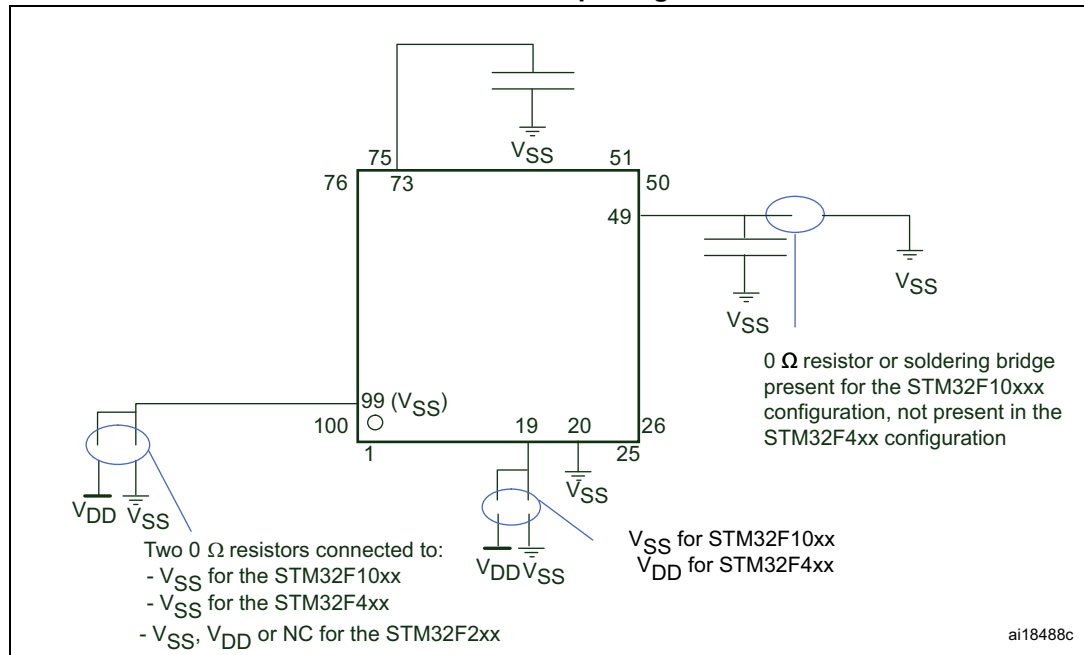 VSS
75
51
76
73
50
49
VSS
VSS
0 Ω resistor or soldering bridge
present for the STM32F10xxx
configuration, not present in the
STM32F4xx configuration
99 (VSS)
100
19
20
26
1
25
VSS
VDD
VSS
Two 0 Ω resistors connected to:
- VSS for the STM32F10xx
- VSS for the STM32F4xx
- VSS, VDD or NC for the STM32F2xx
VDD
VSS
VSS for STM32F10xx
VDD for STM32F4xx
ai18488c